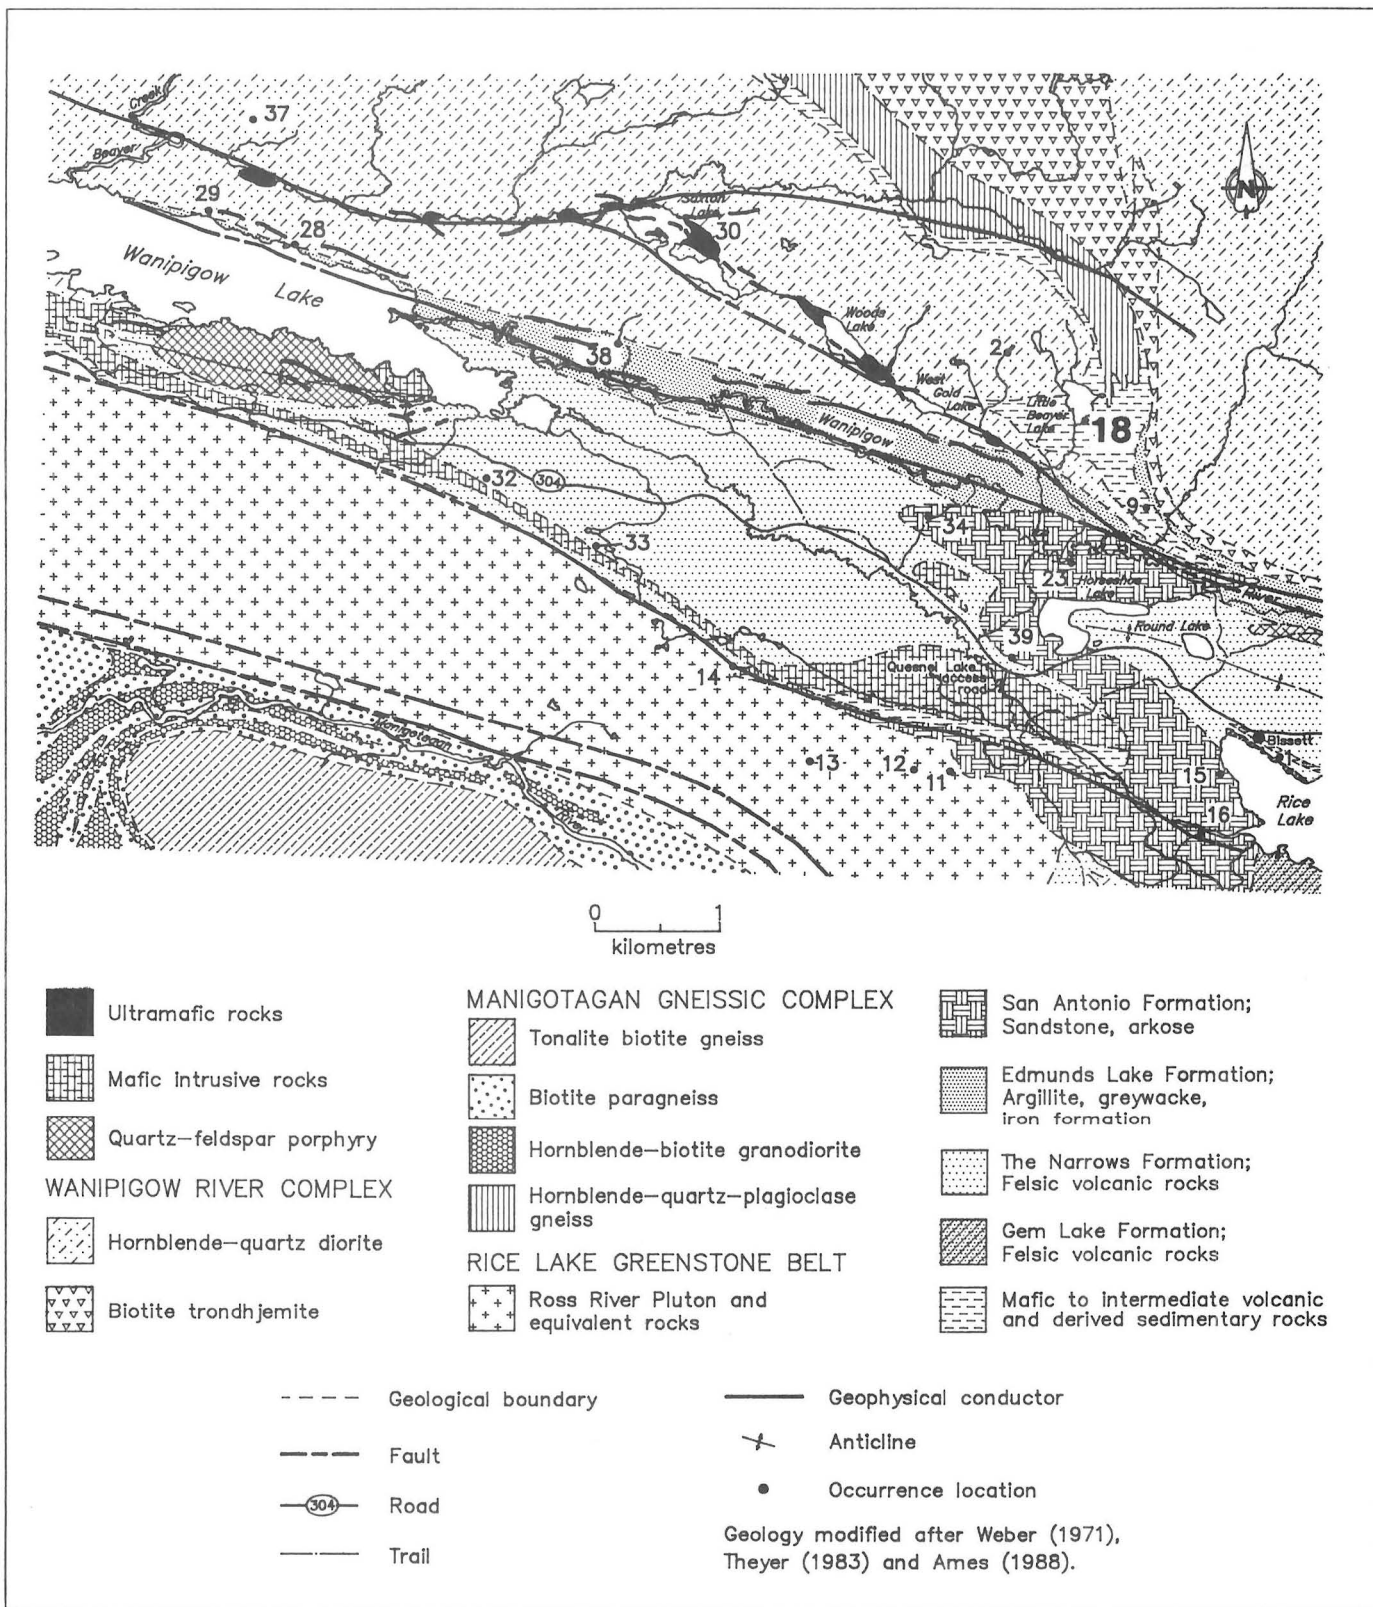 Creek
37
Beaver
N
29
Saxton
Lake
28
30
Wanipigow
Lake
Woods
Lake
2
38
West
Gold
Lake
Little
Beaver
Lake
18
Wanipigow
32
304
9
34
33
23
Horseshoe
Lake
River
Round Lake
39
Quesnel Lake
access
road
14
Manigotagan
Bissett
1
13
12
11
15
Rice
Lake
16
River
0 1
kilometres
Ultramafic rocks
Mafic intrusive rocks
Quartz-feldspar porphyry
WANIPIGOW RIVER COMPLEX
Hornblende-quartz diorite
Biotite trondhjemite
MANIGOTAGAN GNEISSIC COMPLEX
Tonalite biotite gneiss
Biotite paragneiss
Hornblende-biotite granodiorite
Hornblende-quartz-plagioclase
gneiss
RICE LAKE GREENSTONE BELT
Ross River Pluton and
equivalent rocks
San Antonio Formation;
Sandstone, arkose
Edmunds Lake Formation;
Argillite, greywacke,
iron formation
The Narrows Formation;
Felsic volcanic rocks
Gem Lake Formation;
Felsic volcanic rocks
Mafic to intermediate volcanic
and derived sedimentary rocks
Geological boundary
Fault
304 Road
Trail
Geophysical conductor
Anticline
Occurrence location
Geology modified after Weber (1971),
Theyer (1983) and Ames (1988).